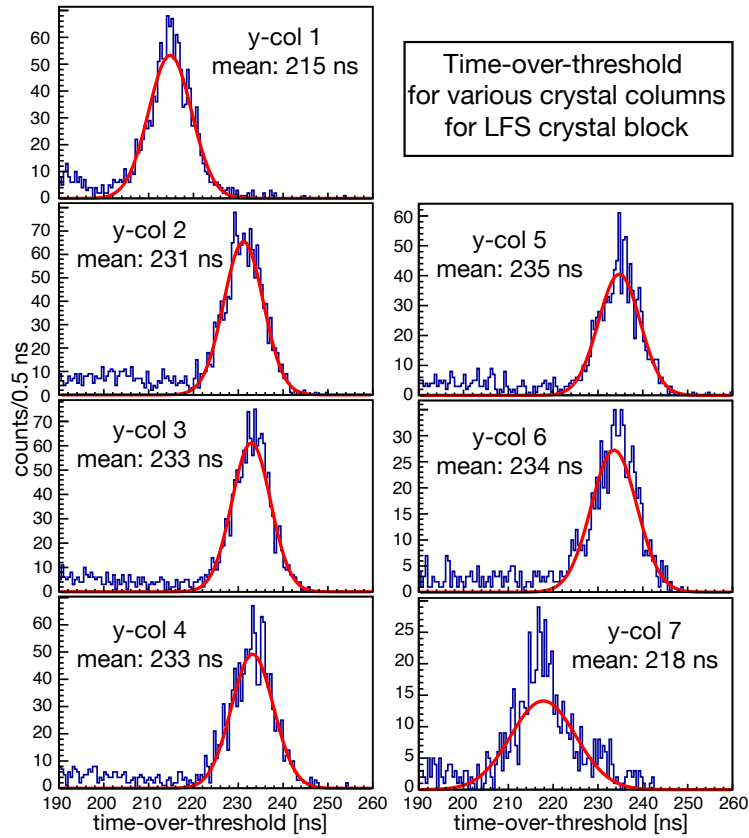 y-col 1
mean: 215 ns
0
10
20
30
40
50
60
Time-over-threshold
for various crystal columns
for LFS crystal block
y-col 2
mean: 231 ns
0
10
20
30
40
50
60
70
y-col 3
mean: 233 ns
0
10
20
30
40
50
60
70
y-col 4
mean: 233 ns
0
10
20
30
40
50
60
counts/0.5 ns
190 200 210 220 230 240 250 260
time-over-threshold [ns]
y-col 5
mean: 235 ns
0
10
20
30
40
50
60
y-col 6
mean: 234 ns
0
5
10
15
20
25
30
35
y-col 7
mean: 218 ns
0
5
10
15
20
25
190 200 210 220 230 240 250 260
time-over-threshold [ns]